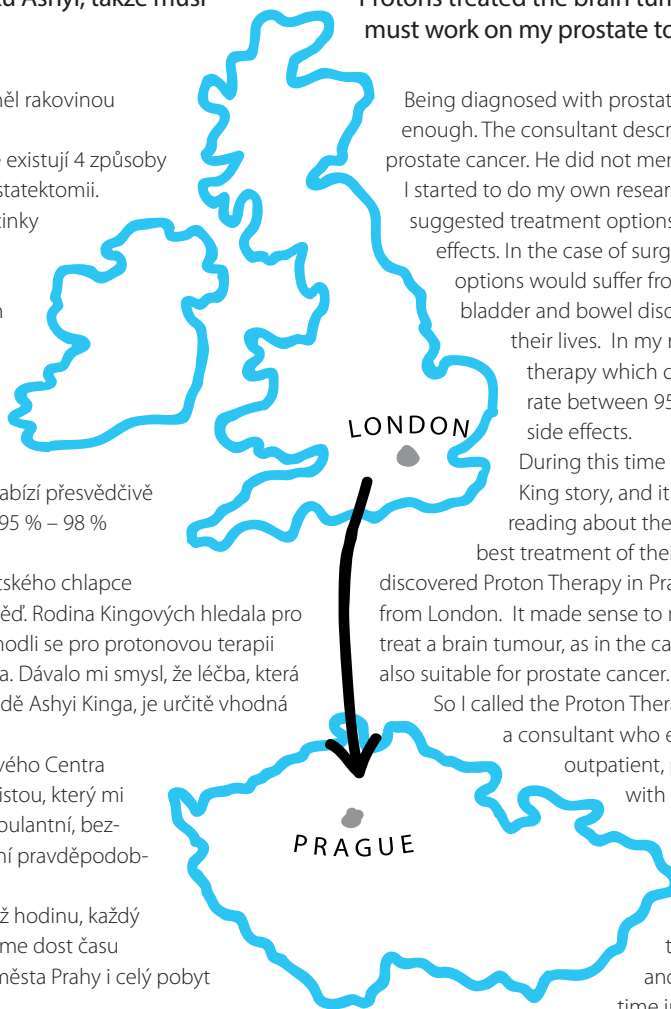 u Ashyi, takže musí
ěl rakovinou
existují 4 způsoby
statektomii.
inky
n
abízí přesvědčivě
95 % – 98 %
tského chlapce
ěď. Rodina Kingových hledala pro
hodli se pro protonovou terapii
a. Dávalo mi smysl, že léčba, která
dě Ashyi Kinga, je určitě vhodná
vého Centra
istou, který mi
bulantní, bez-
ní pravděpodob-
ž hodinu, každý
me dost času
města Prahy i celý pobyt
LONDON
PRAGUE
Protons treated the brain tum
must work on my prostate to
Being diagnosed with prostat
enough. The consultant descr
prostate cancer. He did not mer
I started to do my own resear
suggested treatment options
effects. In the case of surg
options would suffer fro
bladder and bowel diso
their lives. In my r
therapy which o
rate between 95
side effects.
During this time
King story, and it
reading about the
best treatment of thei
discovered Proton Therapy in Pra
from London. It made sense to r
treat a brain tumour, as in the ca
also suitable for prostate cancer.
So I called the Proton Thera
a consultant who e
outpatient, p
with
t
and
time i